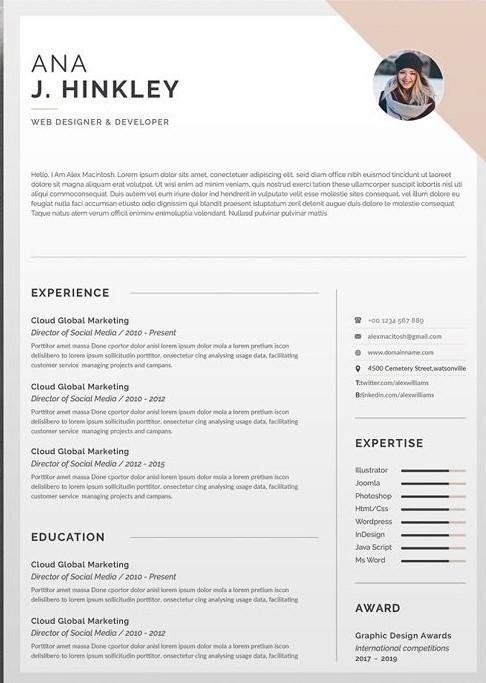 ANA
J. HINKLEY
WEB DESIGNER & DEVELOPER
Hello, I Am Alex Macintosh. Lorem ipsum dolor sits amet, conectetuer adipiscing elit, seid diam office nibh euismod tincidunt ut laoreet
dolore sit magna aliquam erat volutpat. Ut wisi enim ad minim veniam, quis nostrud exerci tation these ullamcorper suscipit lobortis nisl uti
aliqui commoconsequat. Duis autem vel eum iriure dolor in hendrerit in vulputate velit esse molestie consequat, vel illum dolore eu
feugiat nulla faci accumsan etiusto odio dignissim qui blandit praesent isluptatum zeril delenit augue duis dolore te molestie consequat
Taque natus atem verum officil eniminv enimoluptia volendant. Nullasd pulvinar pulvinar mattis
EXPERIENCE
Cloud Global Marketing
Director of Social Media / 2010 - Present
Porttitor amet massa Done cportor dolor anisl lorem ipsum dolor mola a lorem pretium iscon
delislibero to lorem ipsum sollicitudin porttitor. onsectetur cing analysing usage data, facilitating
customer service managing projects and campans.
Cloud Global Marketing
Director of Social Media / 2010 - 2012
Porttitor amet massa Done cportor dolor anisl lorem ipsum dolor mola a lorem pretium iscon
delislibero to lorem ipsum sollicitudin porttitor. onsectetur cing analysing usage data, facilitating
customer service managing projects and campans.
Cloud Global Marketing
Director of Social Media / 2012 - 2015
Porttitor amet massa Done cportor dolor anisl lorem ipsum dolor mola a lorem pretium iscon
delislibero to lorem ipsum sollicitudin porttitor. onsectetur cing analysing usage data, facilitating
customer service managing projects and campans.
EDUCATION
Cloud Global Marketing
Director of Social Media / 2010 - Present
Porttitor amet massa Done cportor dolor anisl lorem ipsum dolor mola a lorem pretium iscon
delislibero to lorem ipsum sollicitudin porttitor. onsectetur cing analysing usage data, facilitating
Cloud Global Marketing
Director of Social Media / 2010 - 2012
Porttitor amet massa Done cportor dolor anisl lorem ipsum dolor mola a lorem pretium iscon
delislibero to lorem ipsum sollicitudin porttitor. onsectetur cing analysing usage data, facilitating
+00 1234 567 889
alexmacitosh@gmail.com
www.domainname.com
4500 Cemetery Street,watsonville
T:twitter.com/alexwilliams
B:linkedin.com/alexwilliams
EXPERTISE
Illustrator
Joomla
Photoshop
Html/Css
Wordpress
InDesign
Java Script
Ms Word
AWARD
Graphic Design Awards
International competitions
2017 - 2019